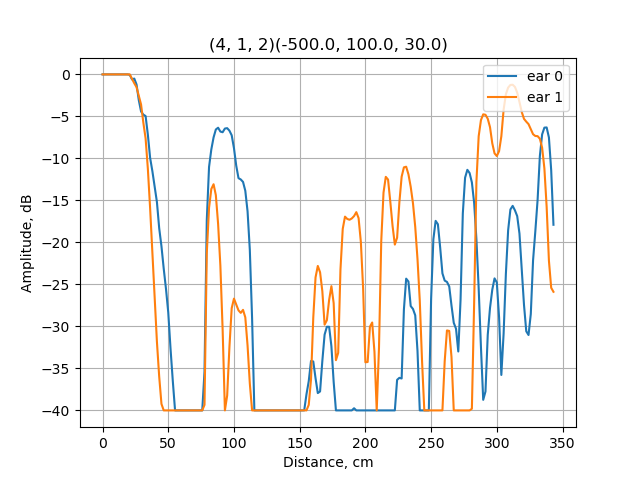 (4, 1, 2)(-500.0, 100.0, 30.0)
ear 0
ear 1
0
−5
−10
−15
−20
−25
−30
−35
−40
Amplitude, dB
0 50 100 150 200 250 300 350
Distance, cm